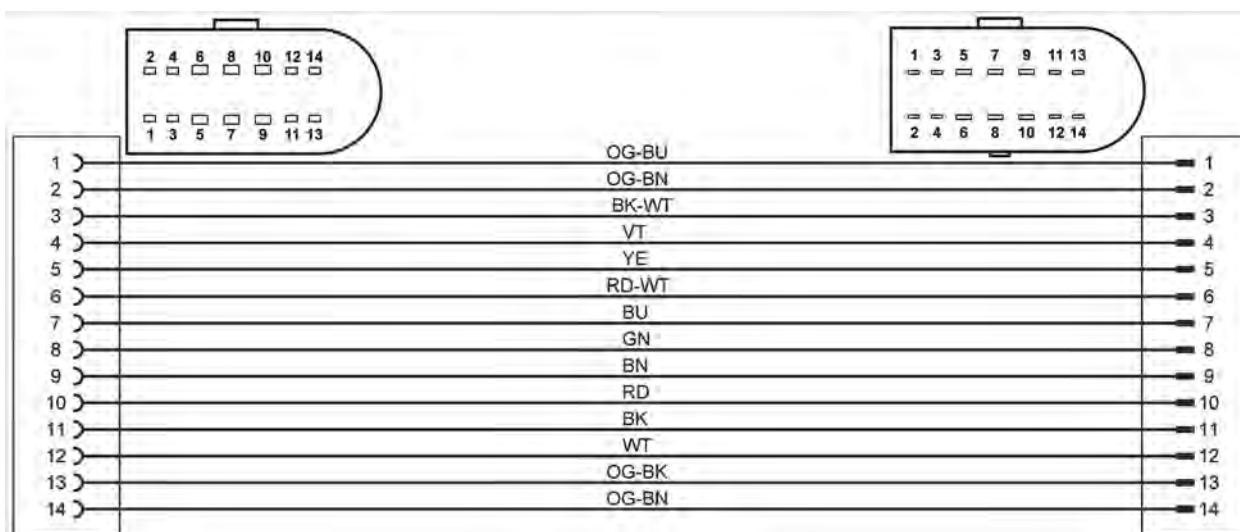 2 4 6 8 10 12 14
1 3 5 7 9 11 13
1 3 5 7 9 11 13
2 4 6 8 10 12 14
1 OG-BU 1
2 OG-BN 2
3 BK-WT 3
4 VT 4
5 YE 5
6 RD-WT 6
7 BU 7
8 GN 8
9 BN 9
10 RD 10
11 BK 11
12 WT 12
13 OG-BK 13
14 OG-BN 14